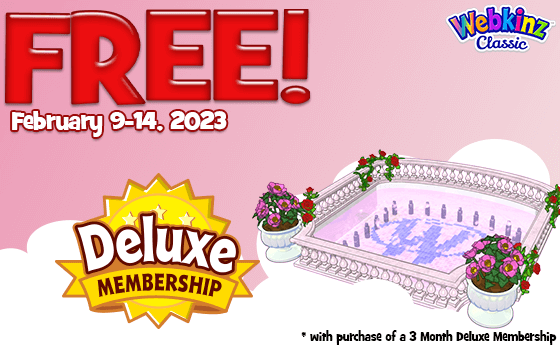 FREE!
Webkinz
Classic
February 9-14, 2023
Deluxe
MEMBERSHIP
* with purchase of a 3 Month Deluxe Membership